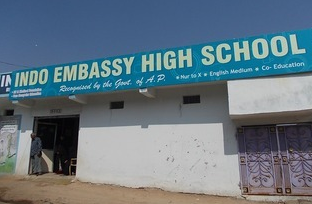 INDO EMBASSY HIGH SCHOOL
Recognised by the Govt. of A.P.
• Nur to X • English Medium • Co- Education